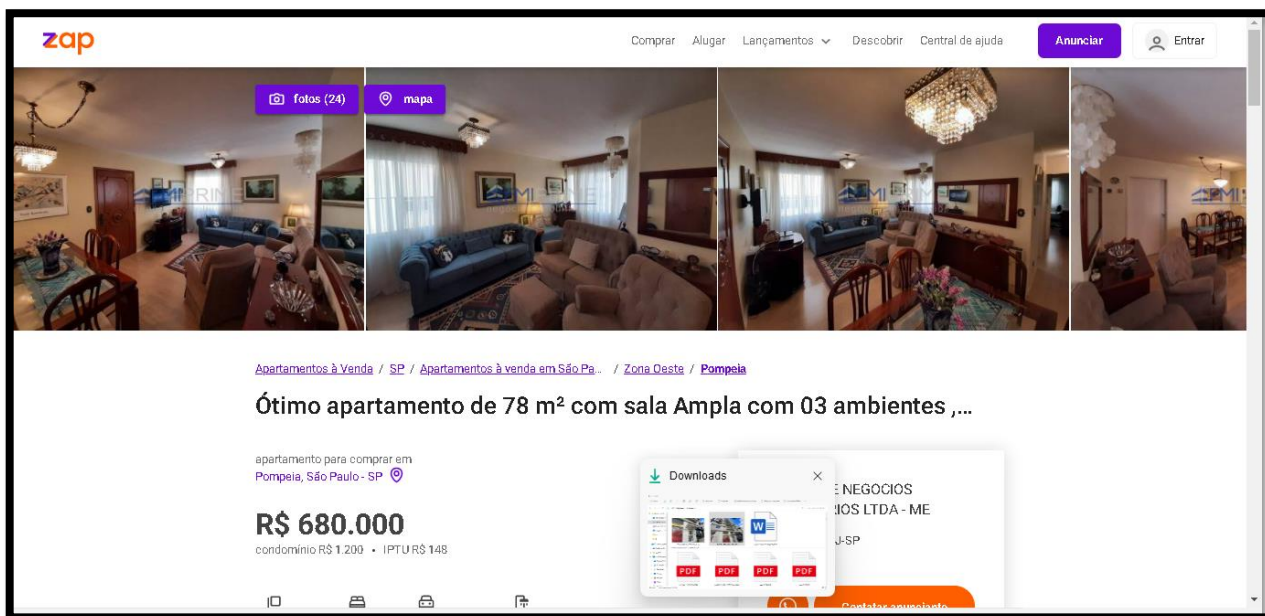 zap
Comprar Alugar Lançamentos Descobrir Central de ajuda Anunciar Entrar
fotos (24) mapa
Apartamentos à Venda / SP / Apartamentos à venda em São Pa... / Zona Oeste / Pompeia
Ótimo apartamento de 78 m² com sala Ampla com 03 ambientes ,...
apartamento para comprar em
Pompeia, São Paulo - SP
R$ 680.000
condomínio R$ 1.200 • IPTU R$ 148
Downloads
PDF PDF PDF PDF
E NEGOCIOS
RIOS LTDA - ME
J-SP
Contatar anunciante